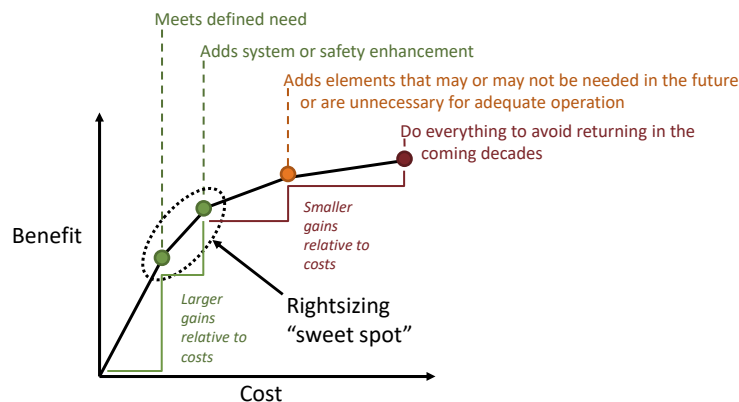 Meets defined need
Adds system or safety enhancement
Adds elements that may or may not be needed in the future
or are unnecessary for adequate operation
Do everything to avoid returning in the
coming decades
Benefit
Smaller
gains
relative to
costs
Larger
gains
relative to
costs
Rightsizing
“sweet spot”
Cost